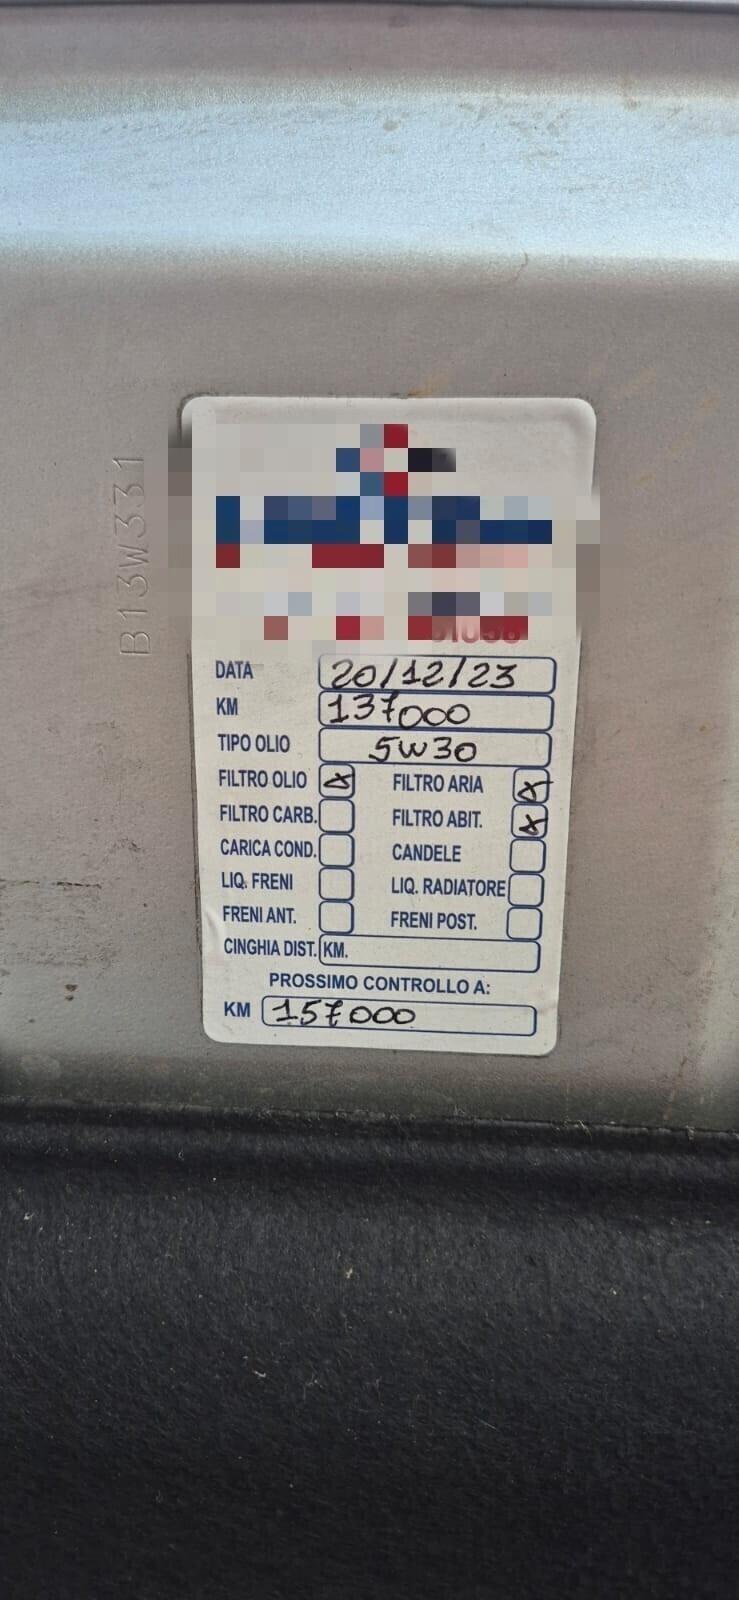 B13W331
DATA 20/12/23
KM 137000
TIPO OLIO 5W30
FILTRO OLIO X FILTRO ARIA X
FILTRO CARB. FILTRO ABIT. X
CARICA COND. CANDELE
LIQ. FRENI LIQ. RADIATORE
FRENI ANT. FRENI POST.
CINGHIA DIST. KM.
PROSSIMO CONTROLLO A:
KM 157000